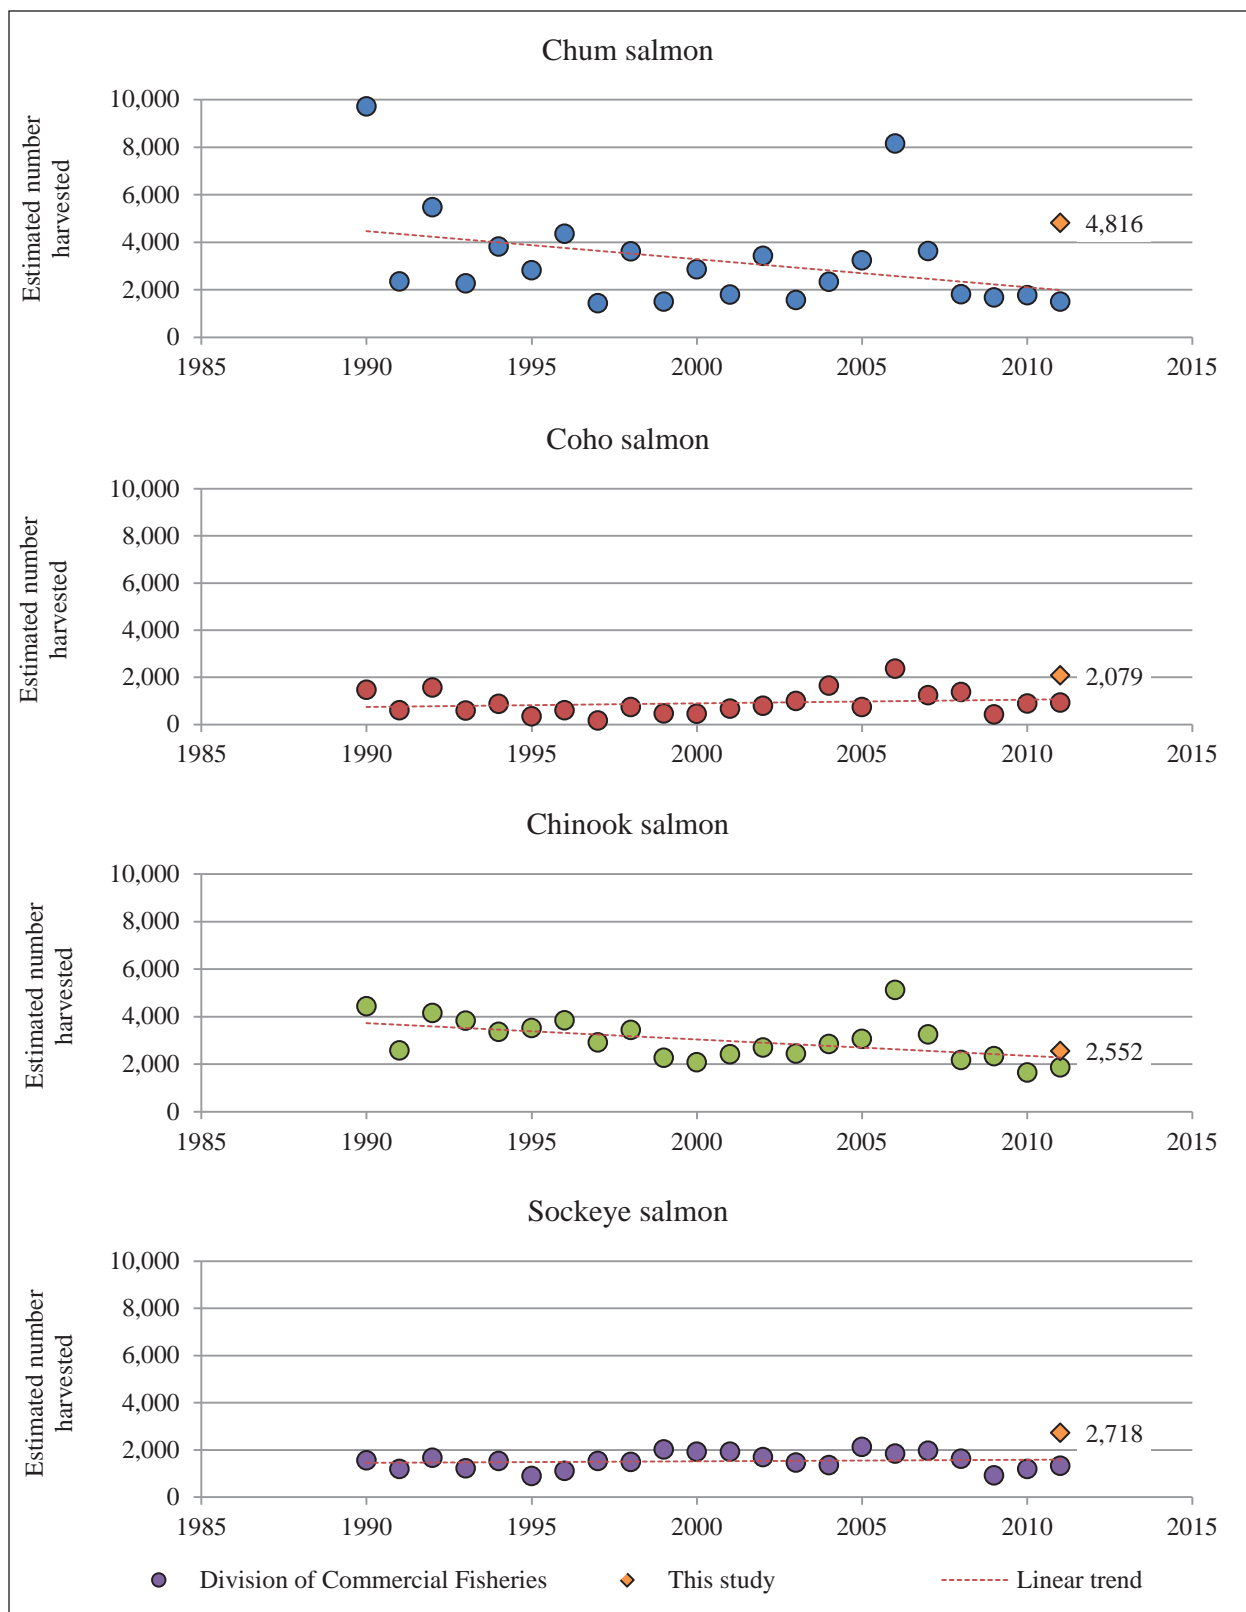 Chum salmon
Estimated number
harvested
10,000
8,000
6,000
4,000
2,000
0
4,816
1985 1990 1995 2000 2005 2010 2015
Coho salmon
Estimated number
harvested
10,000
8,000
6,000
4,000
2,000
0
2,079
1985 1990 1995 2000 2005 2010 2015
Chinook salmon
Estimated number
harvested
10,000
8,000
6,000
4,000
2,000
0
2,552
1985 1990 1995 2000 2005 2010 2015
Sockeye salmon
Estimated number
harvested
10,000
8,000
6,000
4,000
2,000
0
2,718
1985 1990 1995 2000 2005 2010 2015
Division of Commercial Fisheries This study Linear trend